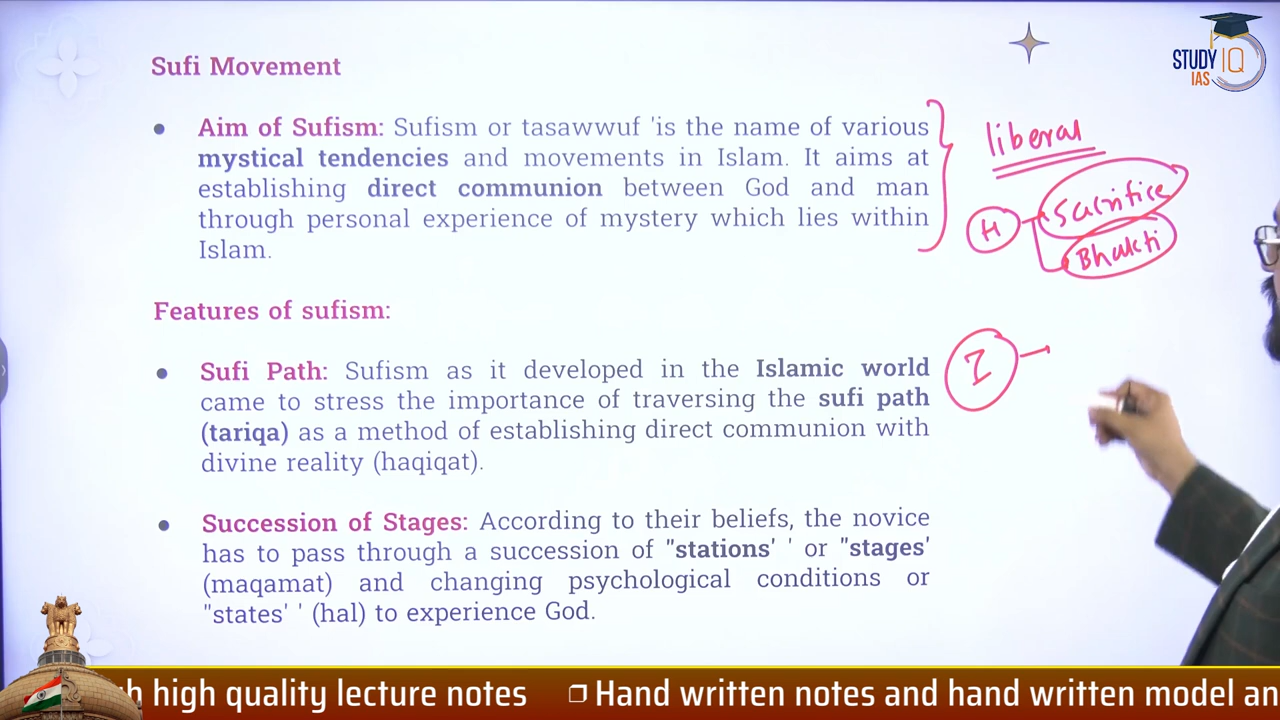 Sufi Movement
STUDY IQ
IAS
Aim of Sufism: Sufism or tasawwuf 'is the name of various
mystical tendencies and movements in Islam. It aims at
establishing direct communion between God and man
through personal experience of mystery which lies within
Islam.
liberal
H
Sacrifice
Bhakti
Features of sufism:
Sufi Path: Sufism as it developed in the Islamic world
came to stress the importance of traversing the sufi path
(tariqa) as a method of establishing direct communion with
divine reality (haqiqat).
I
Succession of Stages: According to their beliefs, the novice
has to pass through a succession of "stations' ' or "stages'
(maqamat) and changing psychological conditions or
"states' ' (hal) to experience God.
h high quality lecture notes
Hand written notes and hand written model an